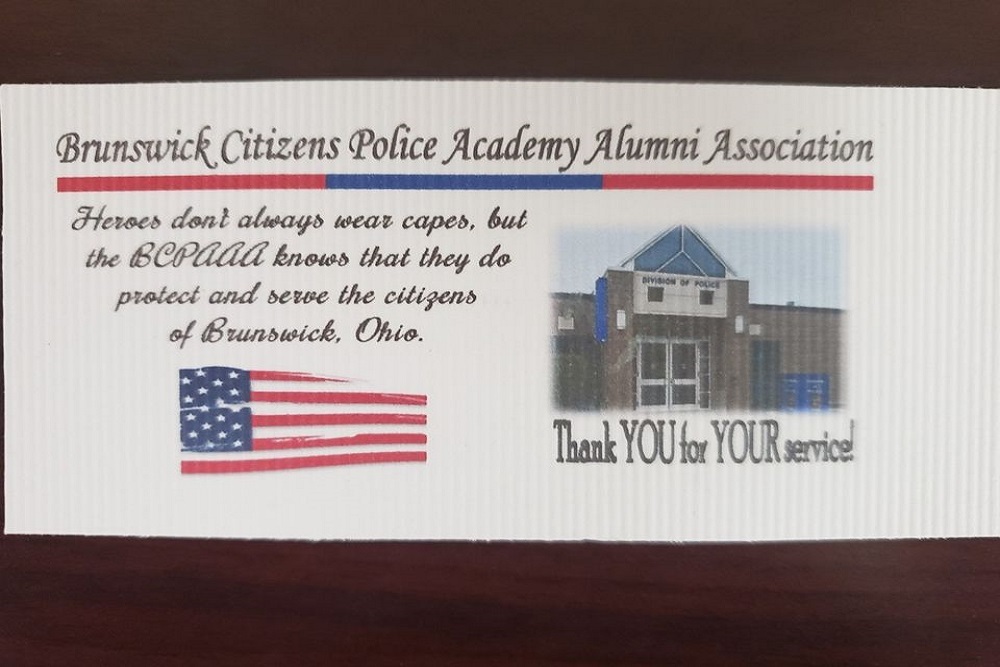 Brunswick Citizens Police Academy Alumni Association
Heroes don't always wear capes, but
the BCPAAA knows that they do
protect and serve the citizens
of Brunswick, Ohio.
DIVISION OF POLICE
Thank YOU for YOUR service!